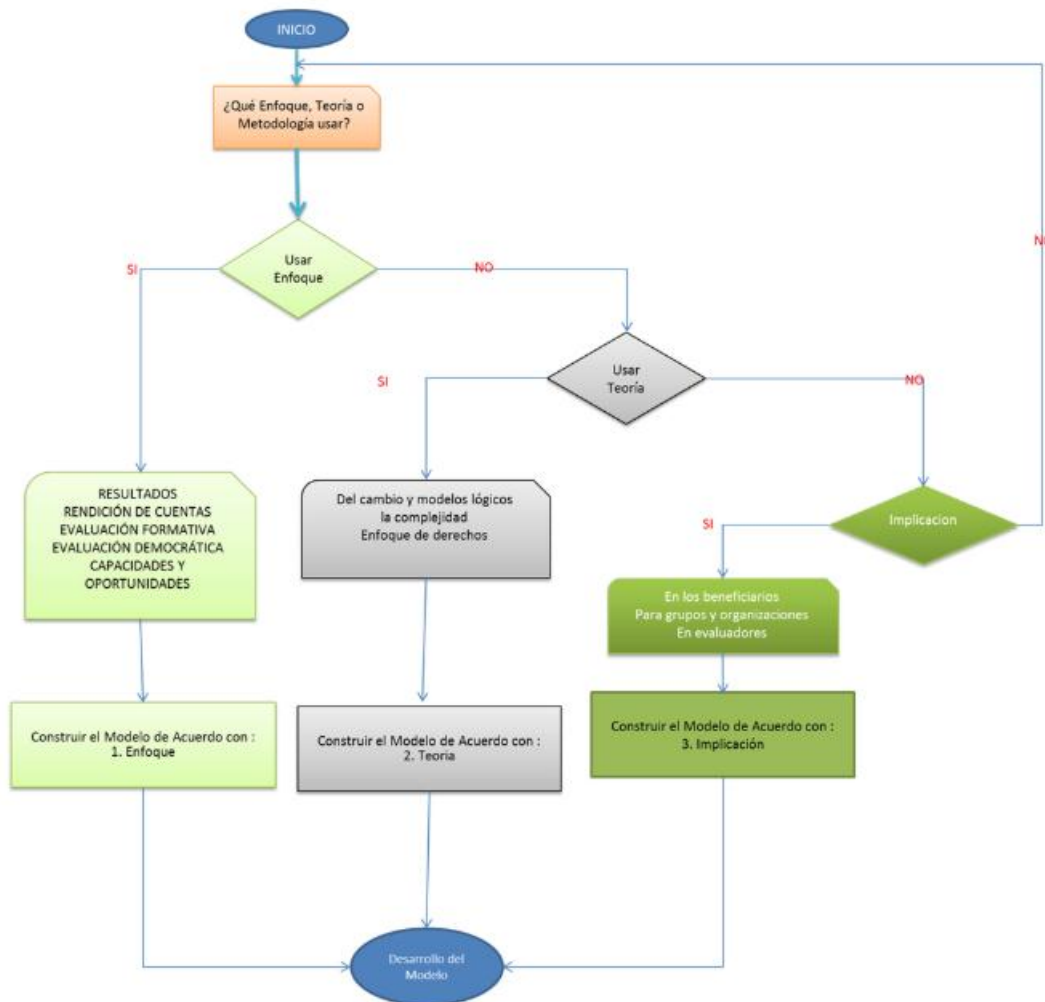 INICIO
¿Qué Enfoque, Teoría o
Metodología usar?
Usar
Enfoque
SI
NO
Usar
Teoría
SI
NO
Implicacion
SI
RESULTADOS
RENDICIÓN DE CUENTAS
EVALUACIÓN FORMATIVA
EVALUACIÓN DEMOCRÁTICA
CAPACIDADES Y
OPORTUNIDADES
Del cambio y modelos lógicos
la complejidad
Enfoque de derechos
En los beneficiarios
Para grupos y organizaciones
En evaluadores
Construir el Modelo de Acuerdo con :
1. Enfoque
Construir el Modelo de Acuerdo con :
2. Teoria
Construir el Modelo de Acuerdo con :
3. Implicación
Desarrollo del
Modelo